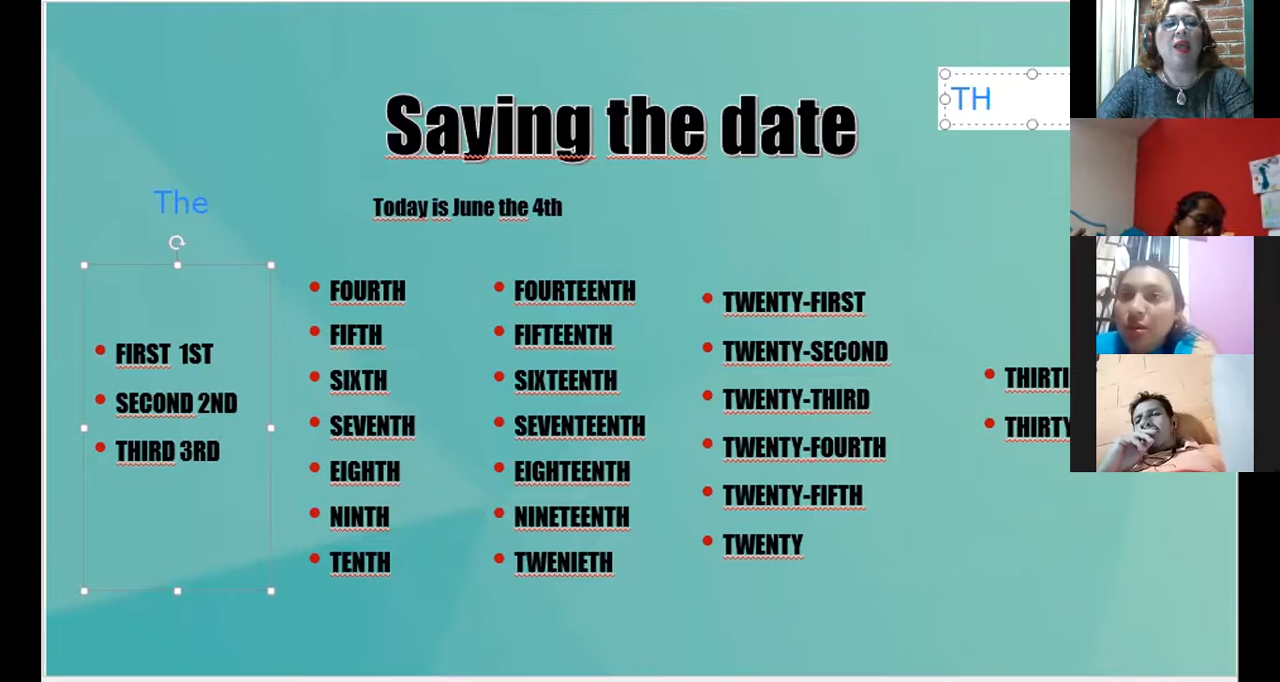 TH
Saying the date
The
Today is June the 4th
FIRST 1ST
SECOND 2ND
THIRD 3RD
FOURTH
FIFTH
SIXTH
SEVENTH
EIGHTH
NINTH
TENTH
FOURTEENTH
FIFTEENTH
SIXTEENTH
SEVENTEENTH
EIGHTEENTH
NINETEENTH
TWENIETH
TWENTY-FIRST
TWENTY-SECOND
TWENTY-THIRD
TWENTY-FOURTH
TWENTY-FIFTH
TWENTY